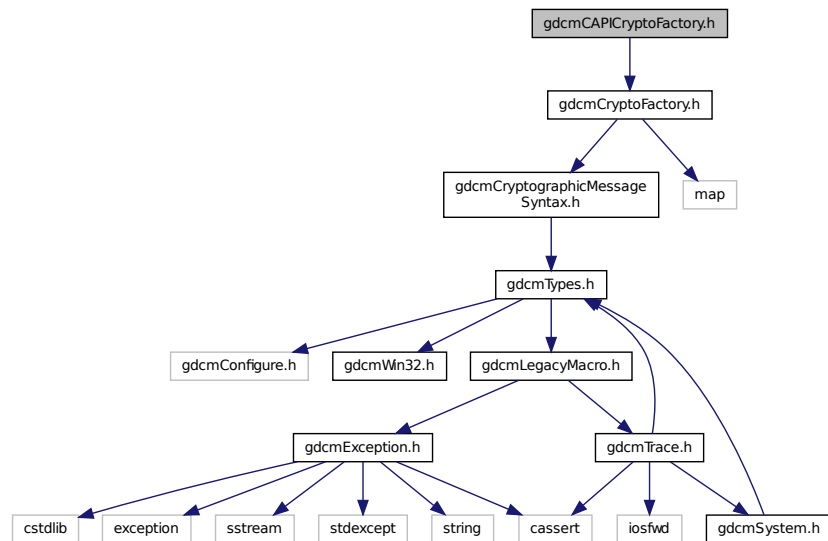 gdcmCAPICryptoFactory.h
gdcmCryptoFactory.h
gdcmCryptographicMessage
Syntax.h
map
gdcmTypes.h
gdcmConfigure.h
gdcmWin32.h
gdcmLegacyMacro.h
gdcmException.h
gdcmTrace.h
cstdlib
exception
sstream
stdexcept
string
cassert
iosfwd
gdcmSystem.h